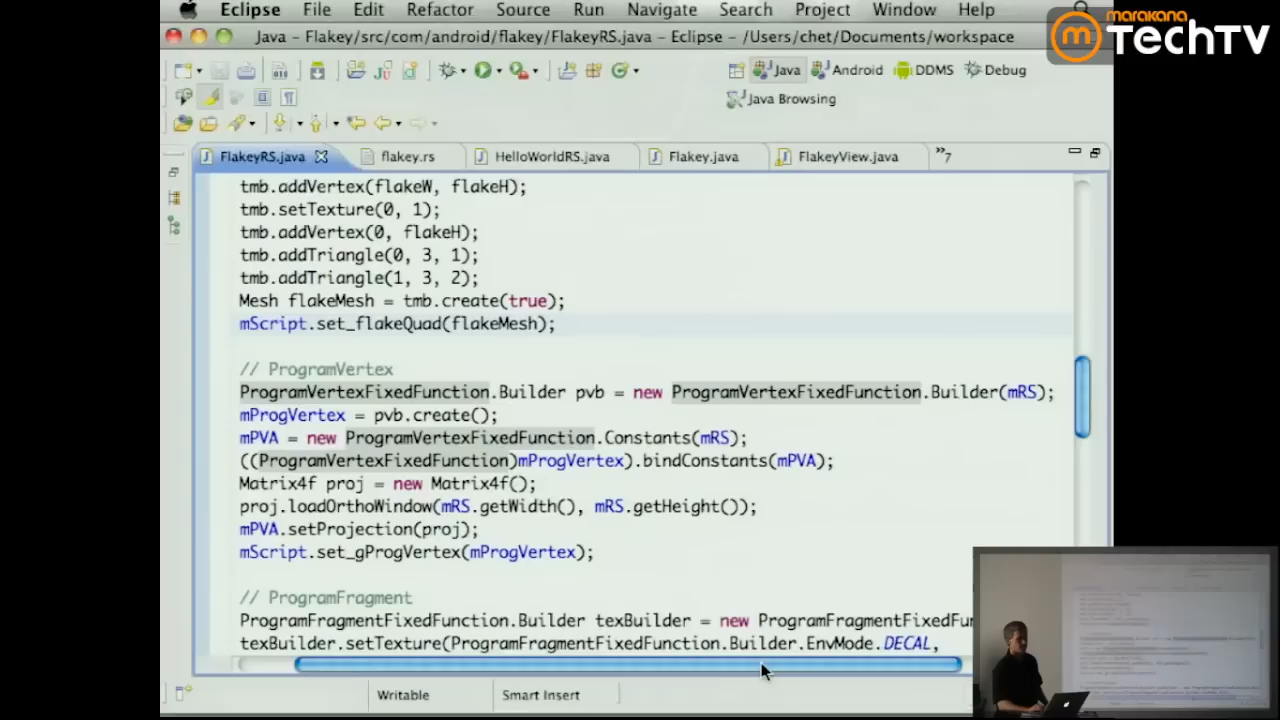 Eclipse File Edit Refactor Source Run Navigate Search Project Window Help
marakana
TechTV
Java - Flakey/src/com/android/flakey/FlakeyRS.java - Eclipse - /Users/chet/Documents/workspace
Java Android DDMS Debug
Java Browsing
FlakeyRS.java flakey.rs HelloWorldRS.java Flakey.java FlakeyView.java »7
tmb.addVertex(flakeW, flakeH);
tmb.setTexture(0, 1);
tmb.addVertex(0, flakeH);
tmb.addTriangle(0, 3, 1);
tmb.addTriangle(1, 3, 2);
Mesh flakeMesh = tmb.create(true);
mScript.set_flakeQuad(flakeMesh);
// ProgramVertex
ProgramVertexFixedFunction.Builder pvb = new ProgramVertexFixedFunction.Builder(mRS);
mProgVertex = pvb.create();
mPVA = new ProgramVertexFixedFunction.Constants(mRS);
((ProgramVertexFixedFunction)mProgVertex).bindConstants(mPVA);
Matrix4f proj = new Matrix4f();
proj.loadOrthoWindow(mRS.getWidth(), mRS.getHeight());
mPVA.setProjection(proj);
mScript.set_gProgVertex(mProgVertex);
// ProgramFragment
ProgramFragmentFixedFunction.Builder texBuilder = new ProgramFragmentFixedFun
texBuilder.setTexture(ProgramFragmentFixedFunction.Builder.EnvMode.DECAL,
Writable Smart Insert